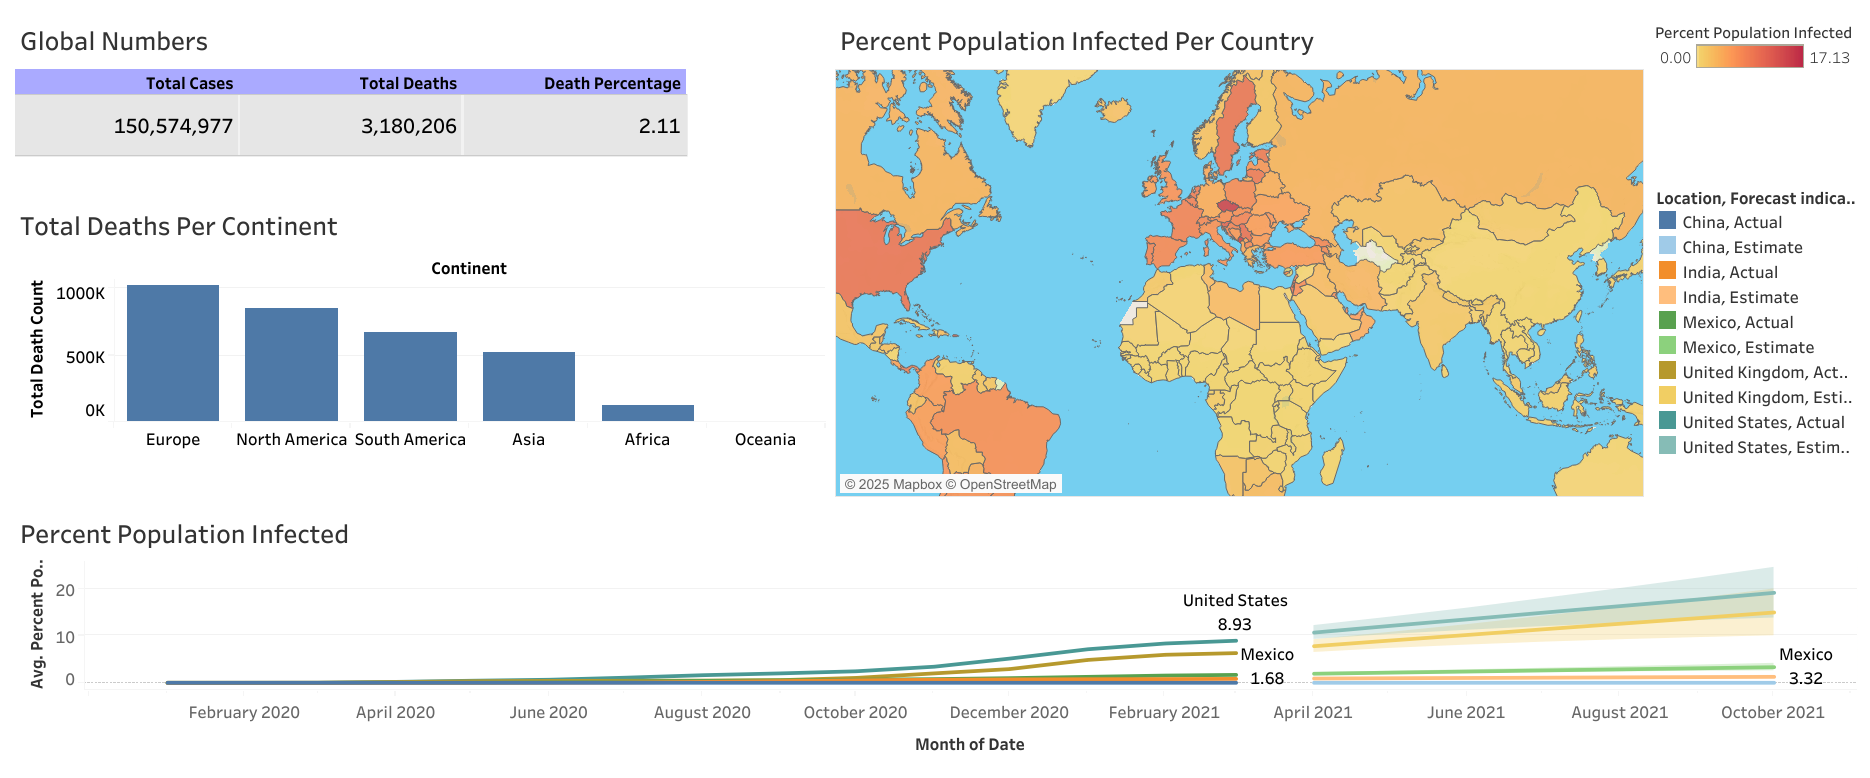 Global Numbers
Total Cases
Total Deaths
Death Percentage
150,574,977
3,180,206
2.11
Total Deaths Per Continent
Continent
Total Death Count
1000K
500K
0K
Europe
North America
South America
Asia
Africa
Oceania
Percent Population Infected Per Country
© 2025 Mapbox © OpenStreetMap
Percent Population Infected
0.00
17.13
Location, Forecast indica..
China, Actual
China, Estimate
India, Actual
India, Estimate
Mexico, Actual
Mexico, Estimate
United Kingdom, Act..
United Kingdom, Esti..
United States, Actual
United States, Estim..
Percent Population Infected
Avg. Percent Po..
20
10
0
United States
8.93
Mexico
1.68
Mexico
3.32
February 2020
April 2020
June 2020
August 2020
October 2020
December 2020
February 2021
April 2021
June 2021
August 2021
October 2021
Month of Date